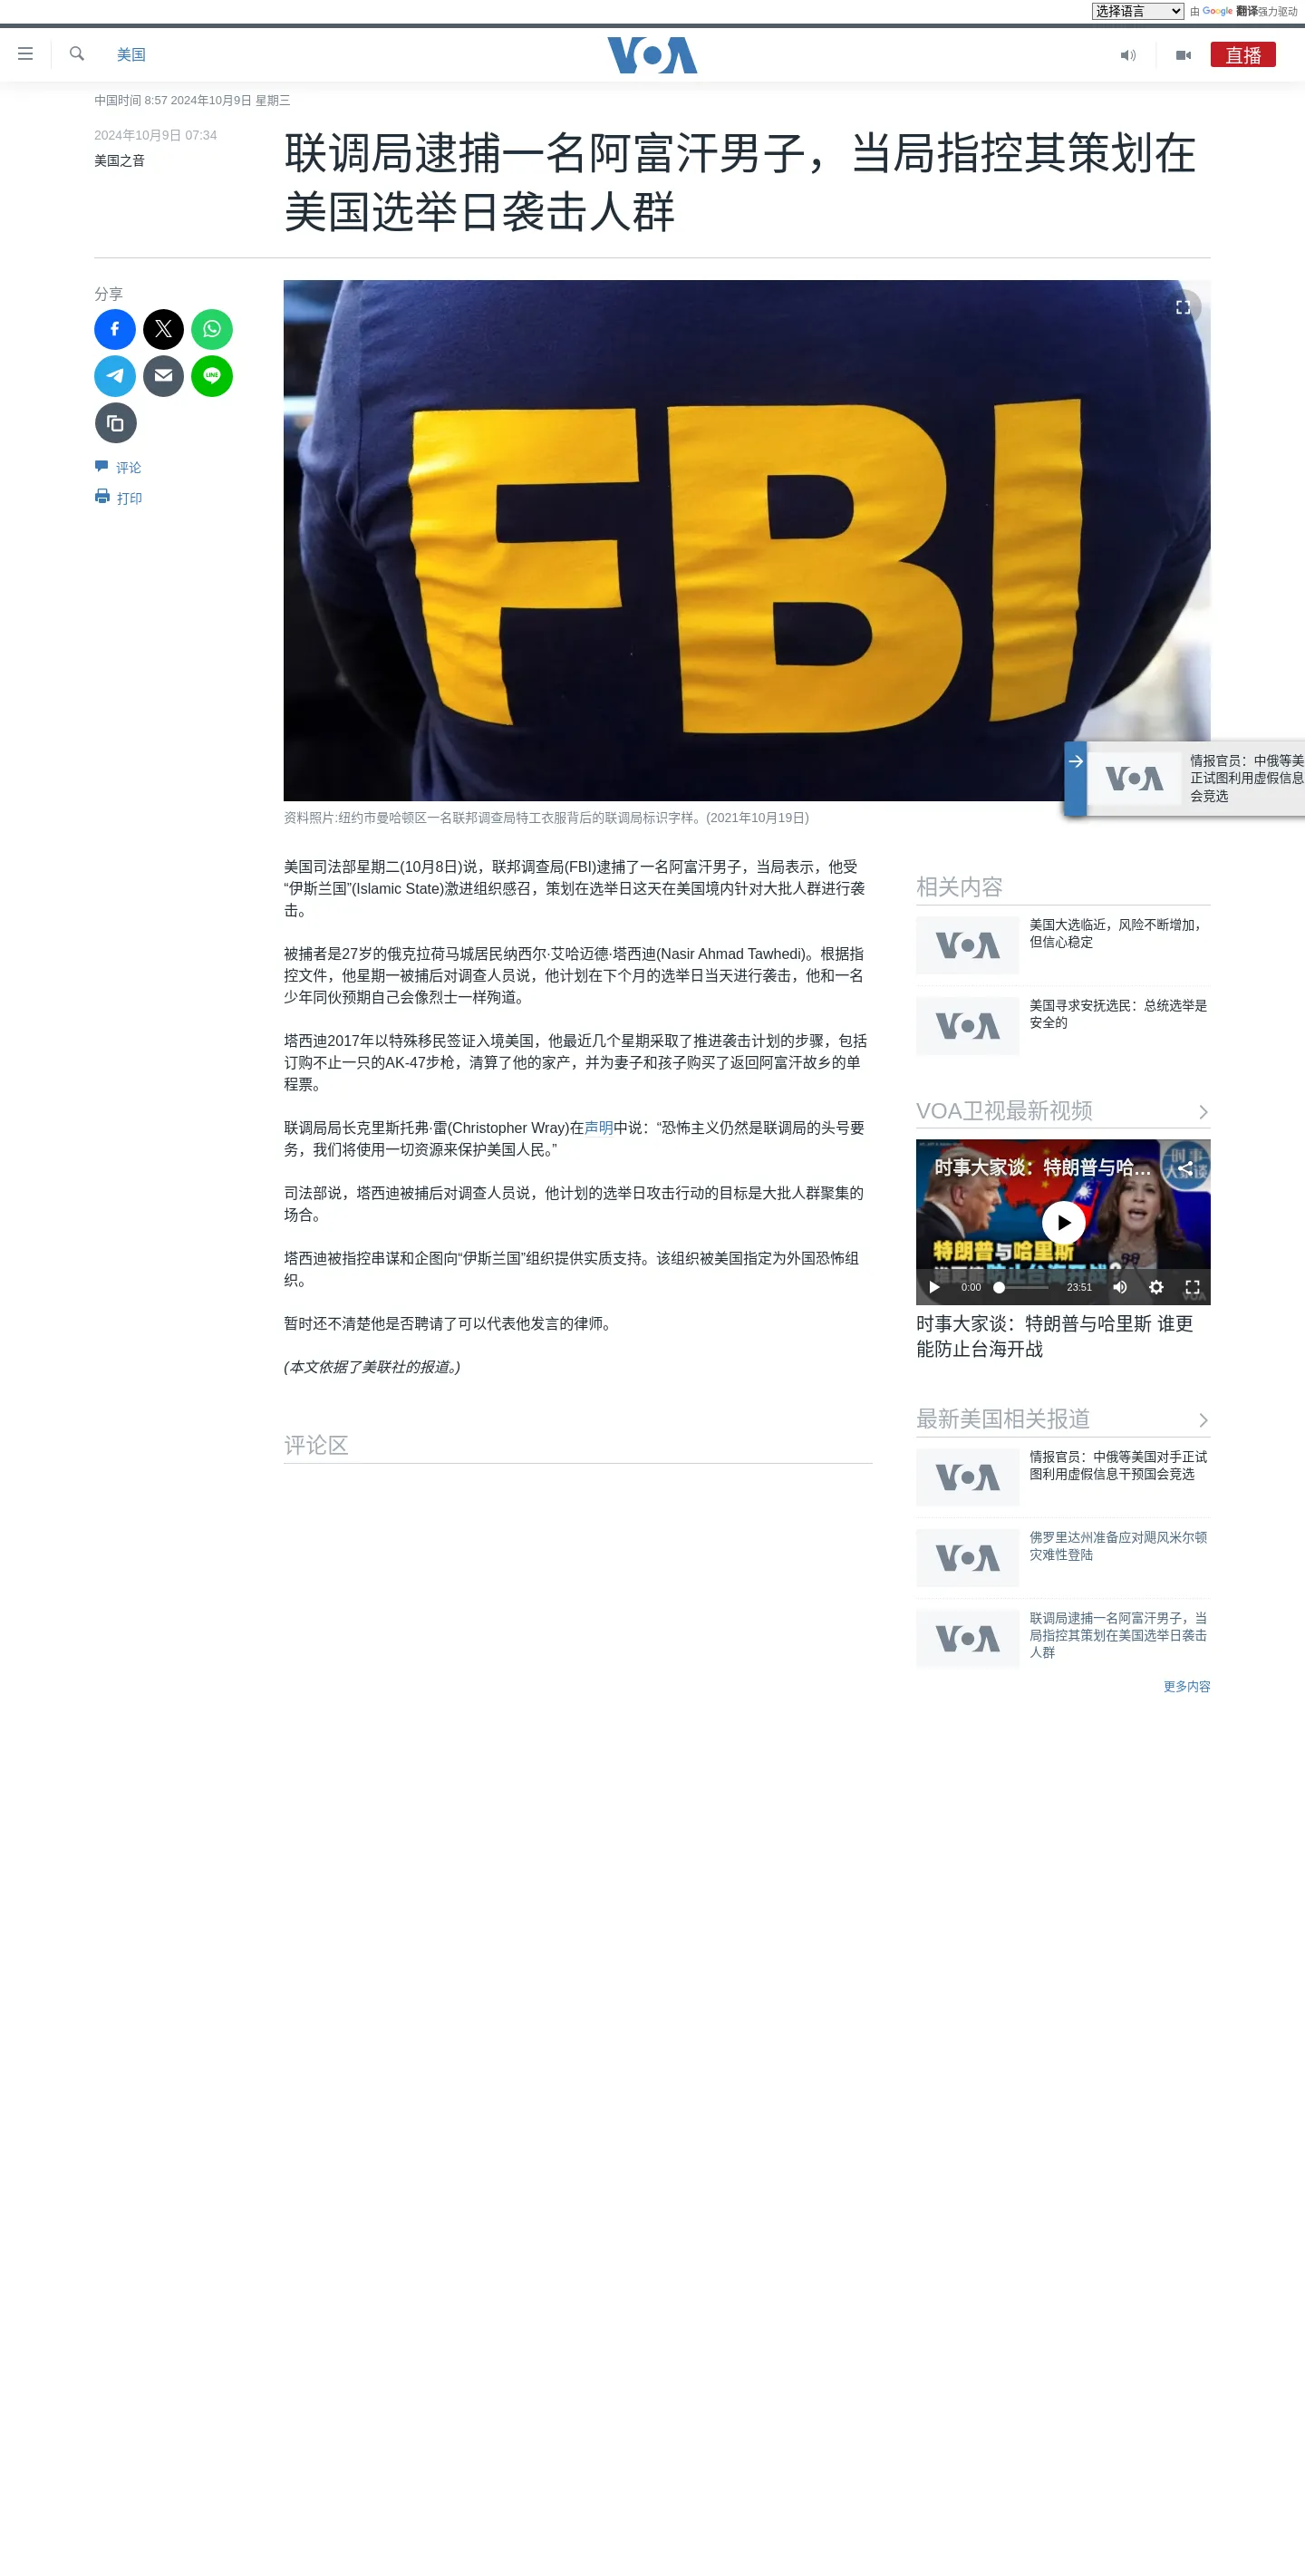 选择语言
由 Google 翻译强力驱动
美国
VOA
直播
中国时间 8:57 2024年10月9日 星期三
2024年10月9日 07:34
美国之音
联调局逮捕一名阿富汗男子，当局指控其策划在
美国选举日袭击人群
分享
LINE
评论
打印
FBI
情报官员：中俄等美
正试图利用虚假信息
会竞选
VOA
资料照片:纽约市曼哈顿区一名联邦调查局特工衣服背后的联调局标识字样。(2021年10月19日)
美国司法部星期二(10月8日)说，联邦调查局(FBI)逮捕了一名阿富汗男子，当局表示，他受
“伊斯兰国”(Islamic State)激进组织感召，策划在选举日这天在美国境内针对大批人群进行袭
击。
被捕者是27岁的俄克拉荷马城居民纳西尔·艾哈迈德·塔西迪(Nasir Ahmad Tawhedi)。根据指
控文件，他星期一被捕后对调查人员说，他计划在下个月的选举日当天进行袭击，他和一名
少年同伙预期自己会像烈士一样殉道。
塔西迪2017年以特殊移民签证入境美国，他最近几个星期采取了推进袭击计划的步骤，包括
订购不止一只的AK-47步枪，清算了他的家产，并为妻子和孩子购买了返回阿富汗故乡的单
程票。
联调局局长克里斯托弗·雷(Christopher Wray)在声明中说：“恐怖主义仍然是联调局的头号要
务，我们将使用一切资源来保护美国人民。”
司法部说，塔西迪被捕后对调查人员说，他计划的选举日攻击行动的目标是大批人群聚集的
场合。
塔西迪被指控串谋和企图向“伊斯兰国”组织提供实质支持。该组织被美国指定为外国恐怖组
织。
暂时还不清楚他是否聘请了可以代表他发言的律师。
(本文依据了美联社的报道。)
评论区
相关内容
VOA
美国大选临近，风险不断增加，
但信心稳定
VOA
美国寻求安抚选民：总统选举是
安全的
VOA卫视最新视频
时事大家谈：特朗普与哈...
时事
大家谈
特朗普与哈里斯
防止台海开战?
0:00
23:51
VOA
时事大家谈：特朗普与哈里斯 谁更
能防止台海开战
最新美国相关报道
VOA
情报官员：中俄等美国对手正试
图利用虚假信息干预国会竞选
VOA
佛罗里达州准备应对飓风米尔顿
灾难性登陆
VOA
联调局逮捕一名阿富汗男子，当
局指控其策划在美国选举日袭击
人群
更多内容